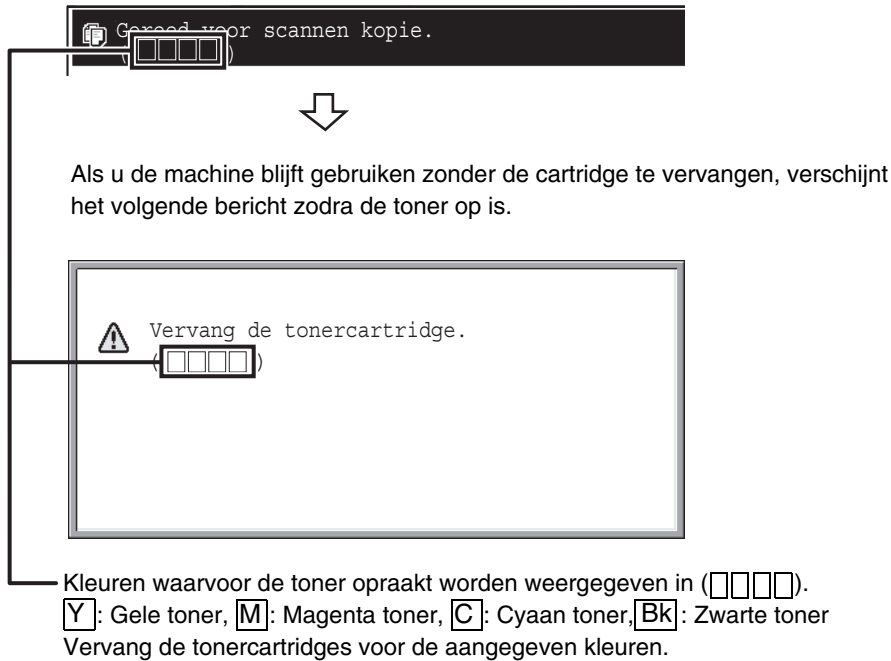 Gereed voor scannen kopie.
(□□□□)
Als u de machine blijft gebruiken zonder de cartridge te vervangen, verschijnt
het volgende bericht zodra de toner op is.
Vervang de tonercartridge.
(□□□□)
Kleuren waarvoor de toner opraakt worden weergegeven in (□□□□).
Y : Gele toner, M: Magenta toner, C : Cyaan toner, Bk : Zwarte toner
Vervang de tonercartridges voor de aangegeven kleuren.